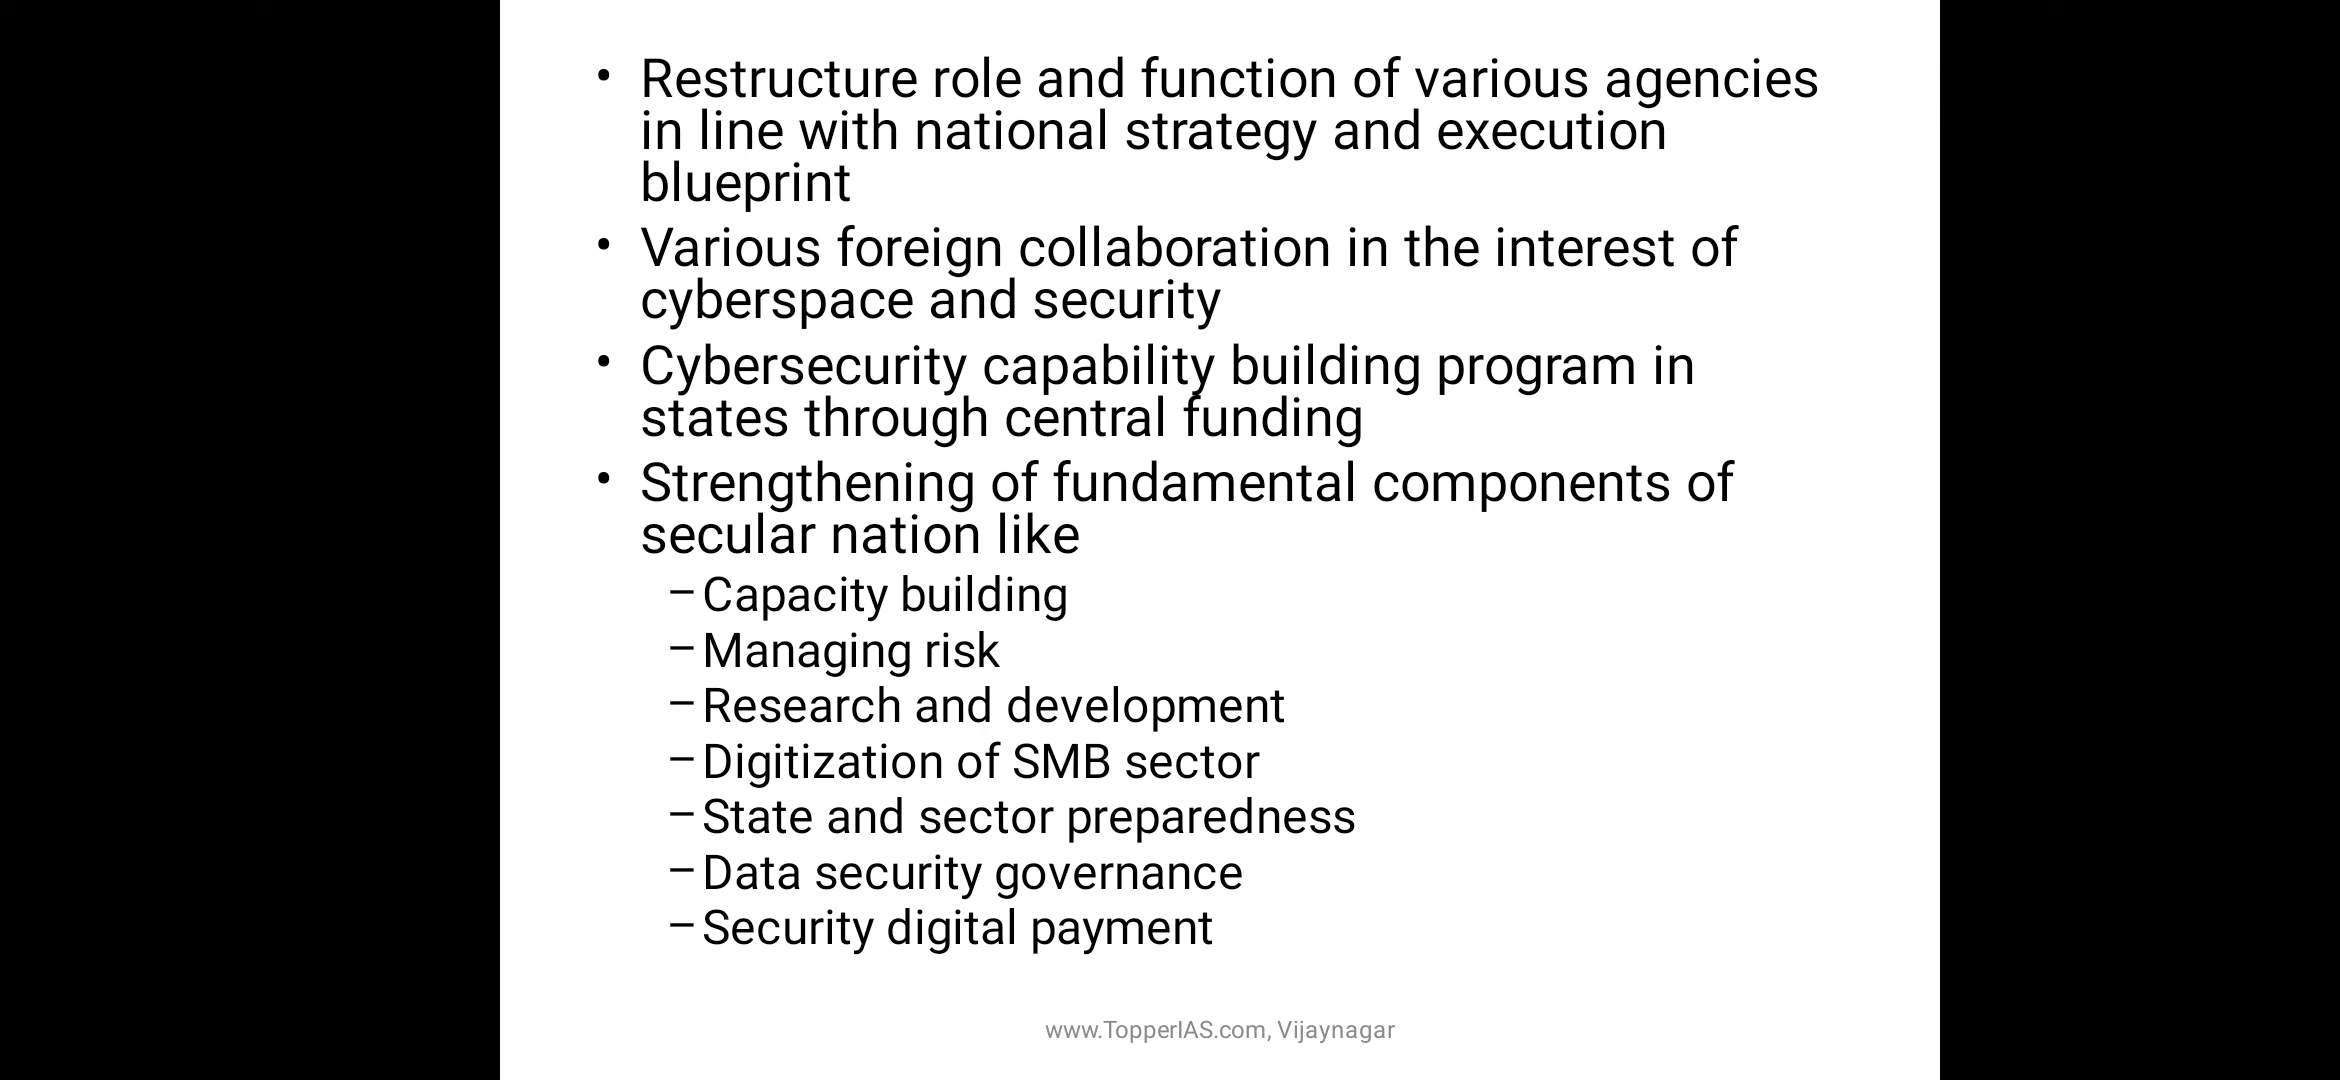 • Restructure role and function of various agencies
in line with national strategy and execution
blueprint
• Various foreign collaboration in the interest of
cyberspace and security
• Cybersecurity capability building program in
states through central funding
• Strengthening of fundamental components of
secular nation like
– Capacity building
– Managing risk
– Research and development
– Digitization of SMB sector
– State and sector preparedness
– Data security governance
– Security digital payment
www.TopperIAS.com, Vijaynagar